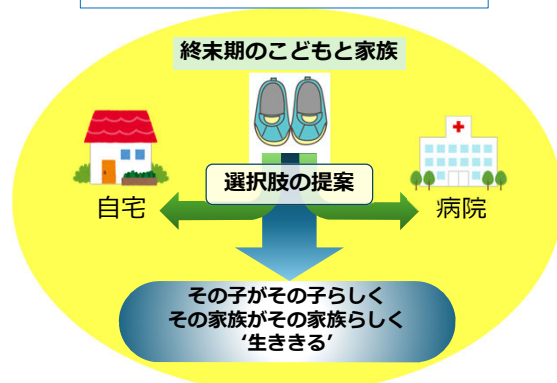 終末期のこどもと家族
選択肢の提案
自宅
病院
その子がその子らしく
その家族がその家族らしく
‘生ききる’